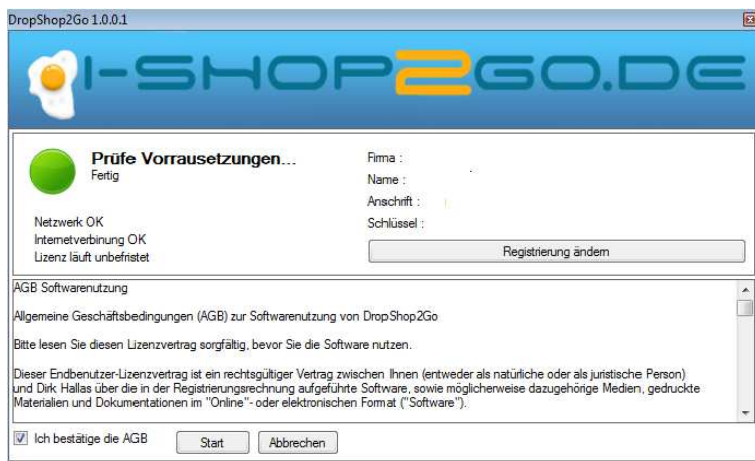 DropShop2Go 1.0.0.1
I-SHOP2GO.DE
Prüfe Vorrausetzungen...
Fertig
Netzwerk OK
Internetverbinung OK
Lizenz läuft unbefristet
Firma :
Name :
Anschrift :
Schlüssel :
Registrierung ändern
AGB Softwarenutzung
Allgemeine Geschäftsbedingungen (AGB) zur Softwarenutzung von DropShop2Go
Bitte lesen Sie diesen Lizenzvertrag sorgfältig, bevor Sie die Software nutzen.
Dieser Endbenutzer-Lizenzvertrag ist ein rechtsgültiger Vertrag zwischen Ihnen (entweder als natürliche oder als juristische Person)
und Dirk Hallas über die in der Registrierungsrechnung aufgeführte Software, sowie möglicherweise dazugehörige Medien, gedruckte
Materialien und Dokumentationen im "Online"- oder elektronischen Format ("Software").
Ich bestätige die AGB
Start
Abbrechen